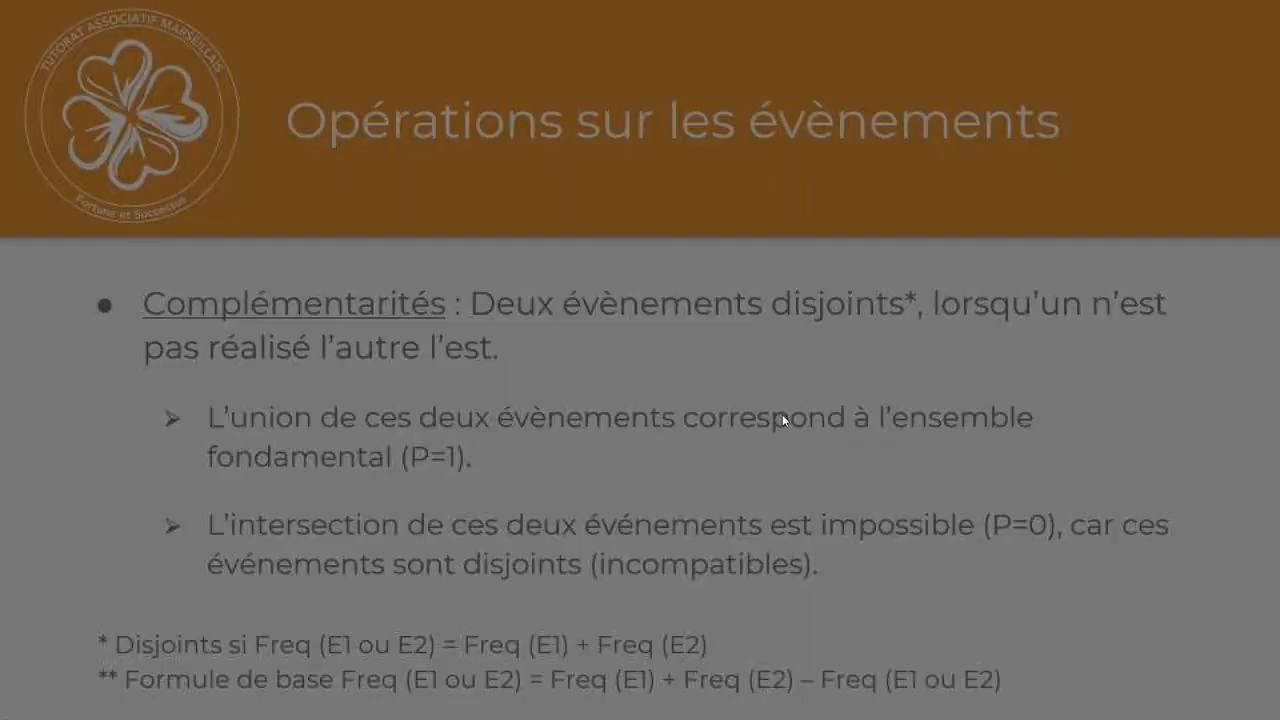 TUTORAT ASSOCIATIF MARSEILLAIS
Fortuna et Successus
Opérations sur les évènements
● Complémentarités : Deux évènements disjoints*, lorsqu’un n’est
pas réalisé l’autre l’est.
➢ L’union de ces deux évènements correspond à l’ensemble
fondamental (P=1).
➢ L’intersection de ces deux événements est impossible (P=0), car ces
événements sont disjoints (incompatibles).
* Disjoints si Freq (E1 ou E2) = Freq (E1) + Freq (E2)
** Formule de base Freq (E1 ou E2) = Freq (E1) + Freq (E2) – Freq (E1 ou E2)